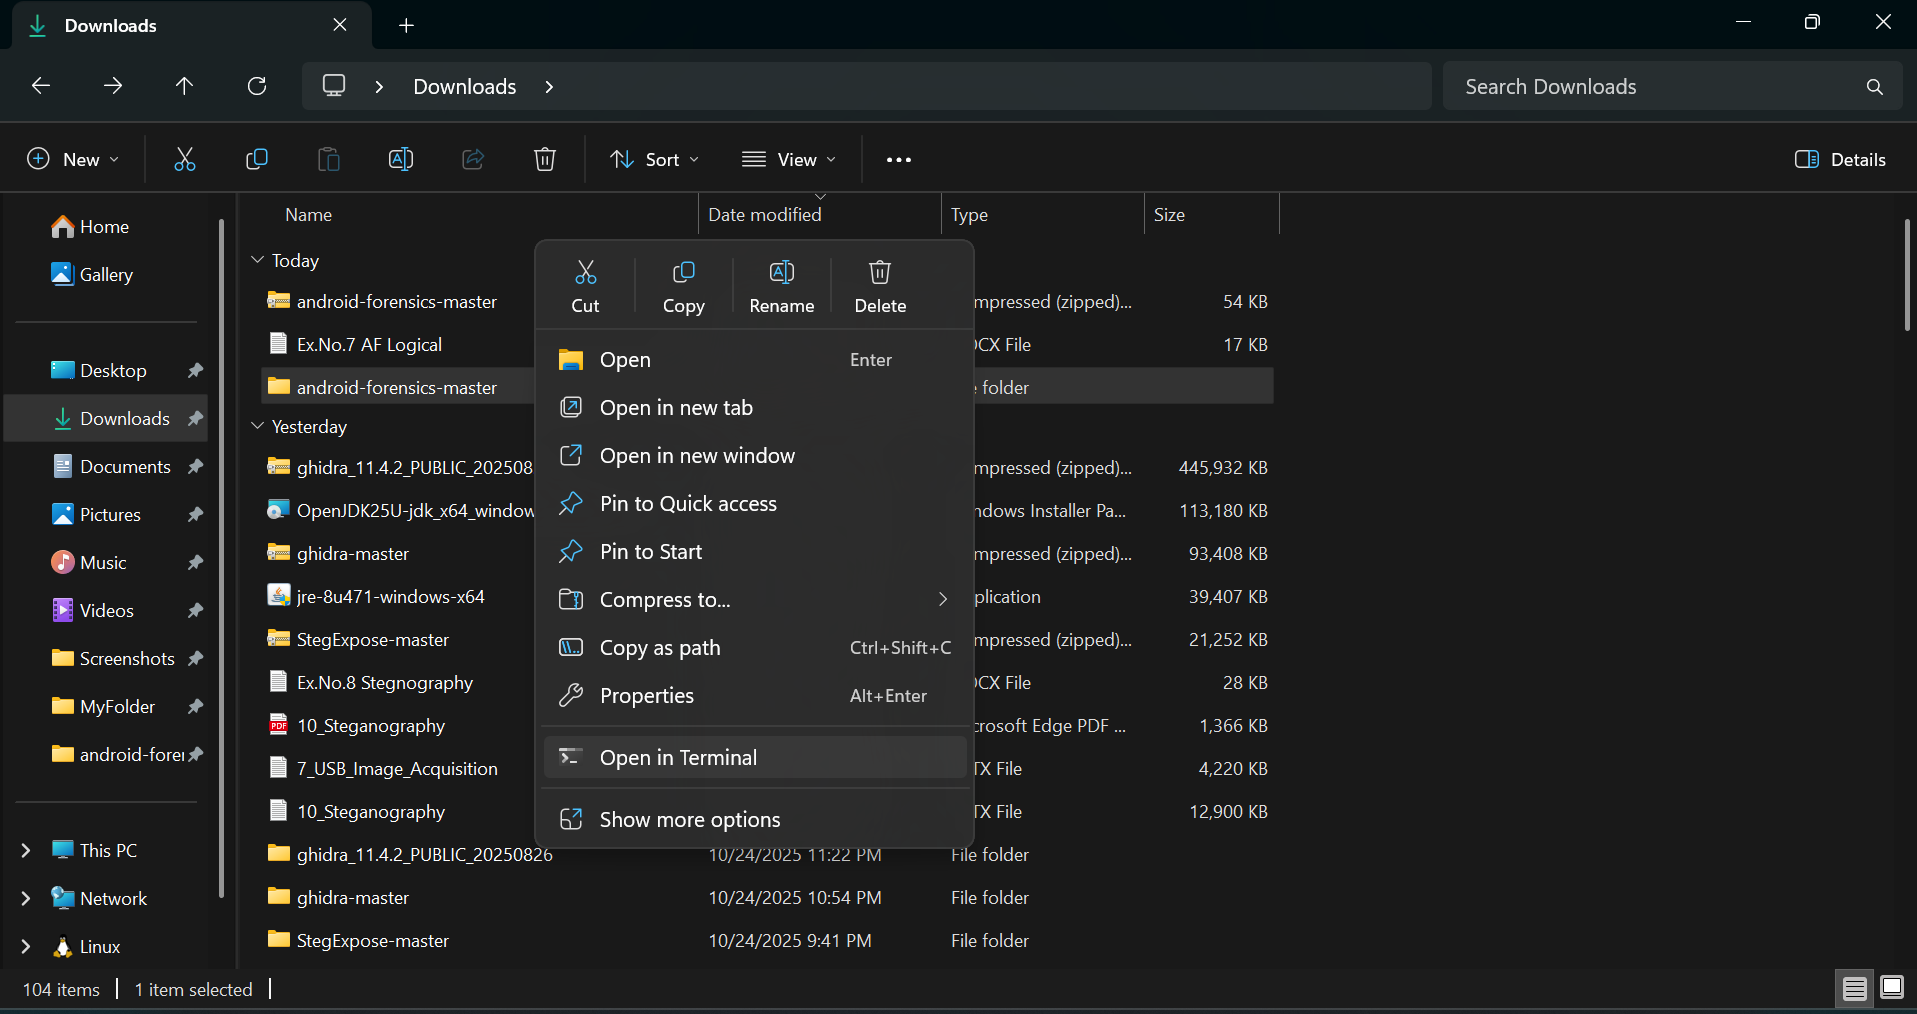 Downloads
Downloads
Search Downloads
New
Sort
View
Details
Home
Gallery
Desktop
Downloads
Documents
Pictures
Music
Videos
Screenshots
MyFolder
android-forei
This PC
Network
Linux
Name Date modified Type Size
Today
android-forensics-master mpressed (zipped)... 54 KB
Ex.No.7 AF Logical CX File 17 KB
android-forensics-master folder
Yesterday
ghidra_11.4.2_PUBLIC_202508 mpressed (zipped)... 445,932 KB
OpenJDK25U-jdk_x64_window ndows Installer Pa... 113,180 KB
ghidra-master mpressed (zipped)... 93,408 KB
jre-8u471-windows-x64 plication 39,407 KB
StegExpose-master mpressed (zipped)... 21,252 KB
Ex.No.8 Stegnography CX File 28 KB
10_Steganography crosoft Edge PDF ... 1,366 KB
7_USB_Image_Acquisition TX File 4,220 KB
10_Steganography TX File 12,900 KB
ghidra_11.4.2_PUBLIC_20250826 10/24/2025 11:22 PM File folder
ghidra-master 10/24/2025 10:54 PM File folder
StegExpose-master 10/24/2025 9:41 PM File folder
Cut Copy Rename Delete
Open Enter
Open in new tab
Open in new window
Pin to Quick access
Pin to Start
Compress to...
Copy as path Ctrl+Shift+C
Properties Alt+Enter
Open in Terminal
Show more options
104 items 1 item selected